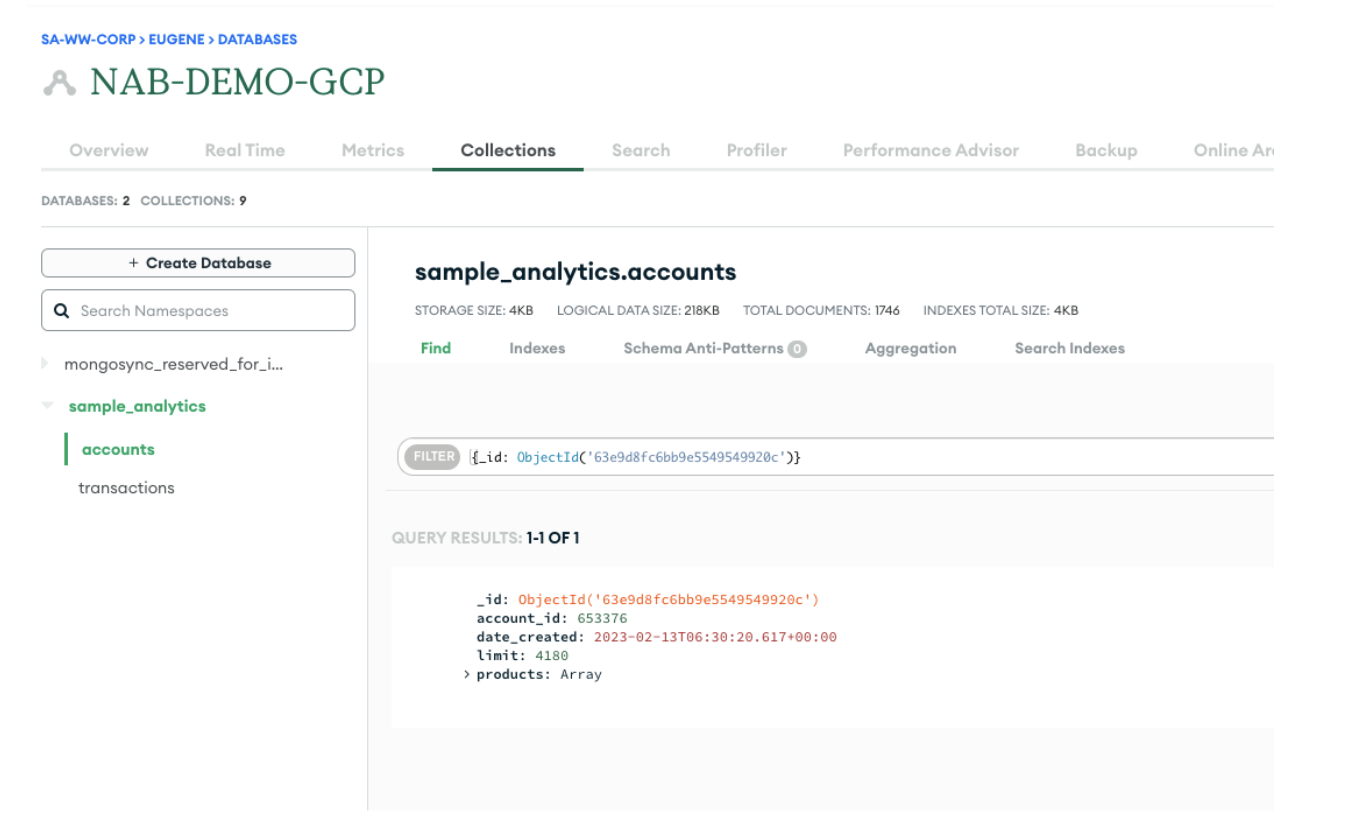 SA-WW-CORP > EUGENE > DATABASES
NAB-DEMO-GCP
Overview Real Time Metrics Collections Search Profiler Performance Advisor Backup Online Ar
DATABASES: 2 COLLECTIONS: 9
+ Create Database
Search Namespaces
mongosync_reserved_for_i...
sample_analytics
accounts
transactions
sample_analytics.accounts
STORAGE SIZE: 4KB LOGICAL DATA SIZE: 218KB TOTAL DOCUMENTS: 1746 INDEXES TOTAL SIZE: 4KB
Find Indexes Schema Anti-Patterns 0 Aggregation Search Indexes
FILTER {_id: ObjectId('63e9d8fc6bb9e5549549920c')}
QUERY RESULTS: 1-1 OF 1
_id: ObjectId('63e9d8fc6bb9e5549549920c')
account_id: 653376
date_created: 2023-02-13T06:30:20.617+00:00
limit: 4180
> products: Array